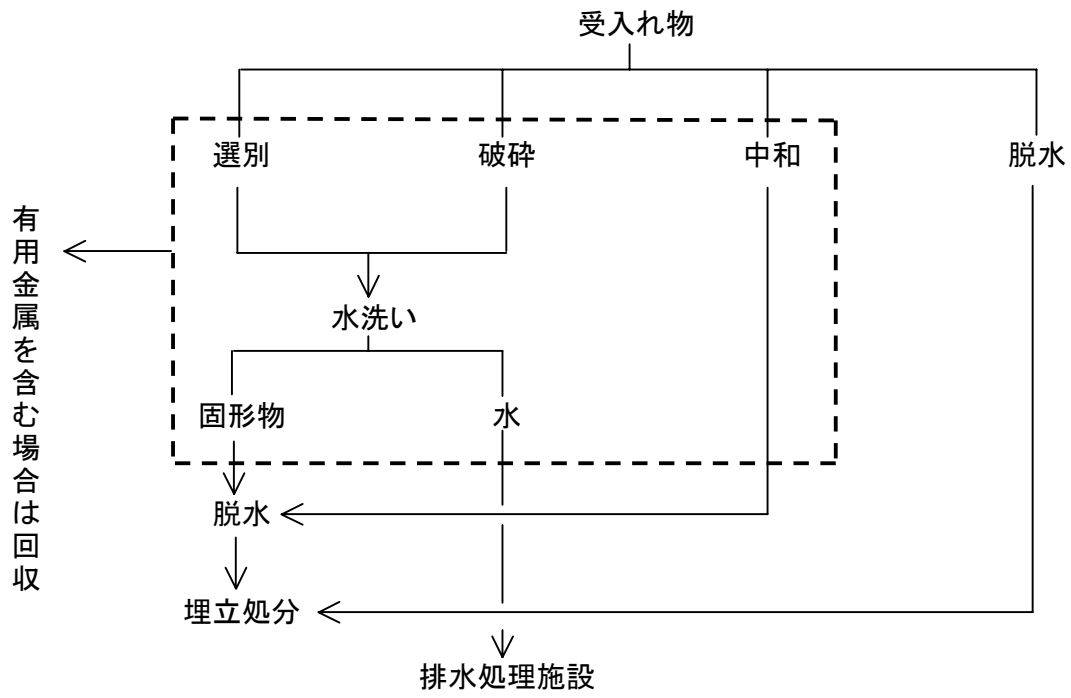 受入れ物
選別
破砕
中和
脱水
有用金属を含む場合は回収
水洗い
固形物
水
脱水
埋立処分
排水処理施設